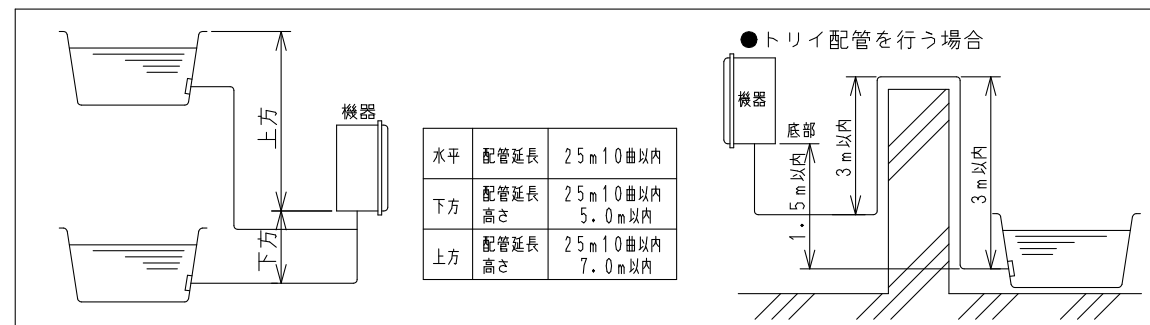 上方
下方
機器
水平 配管延長 25m10曲以内
下方 配管延長 25m10曲以内
高さ 5.0m以内
上方 配管延長 25m10曲以内
高さ 7.0m以内
●トリイ配管を行う場合
機器
底部
1.5m以内
3m以内
3m以内